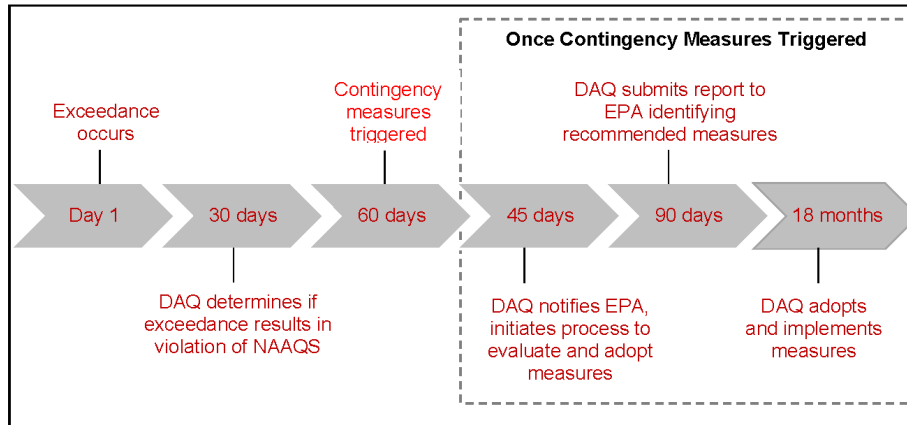 Once Contingency Measures Triggered
Exceedance
occurs
Contingency
measures
triggered
DAQ submits report to
EPA identifying
recommended measures
Day 1
30 days
60 days
45 days
90 days
18 months
DAQ determines if
exceedance results in
violation of NAAQS
DAQ notifies EPA,
initiates process to
evaluate and adopt
measures
DAQ adopts
and implements
measures